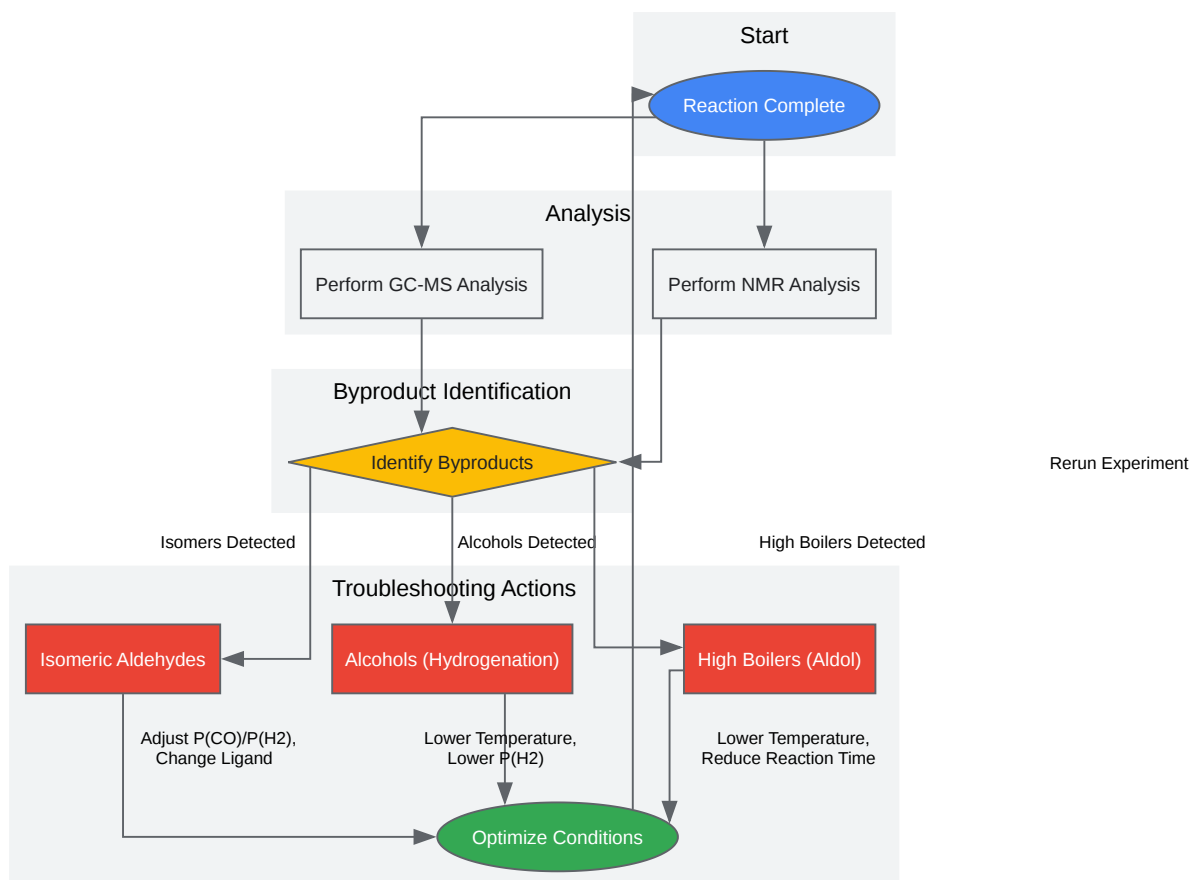 Start
Reaction Complete
Analysis
Perform GC-MS Analysis
Perform NMR Analysis
Byproduct Identification
Identify Byproducts
Rerun Experiment
Isomers Detected
Alcohols Detected
High Boilers Detected
Troubleshooting Actions
Isomeric Aldehydes
Alcohols (Hydrogenation)
High Boilers (Aldol)
Adjust P(CO)/P(H2),
Change Ligand
Lower Temperature,
Lower P(H2)
Lower Temperature,
Reduce Reaction Time
Optimize Conditions